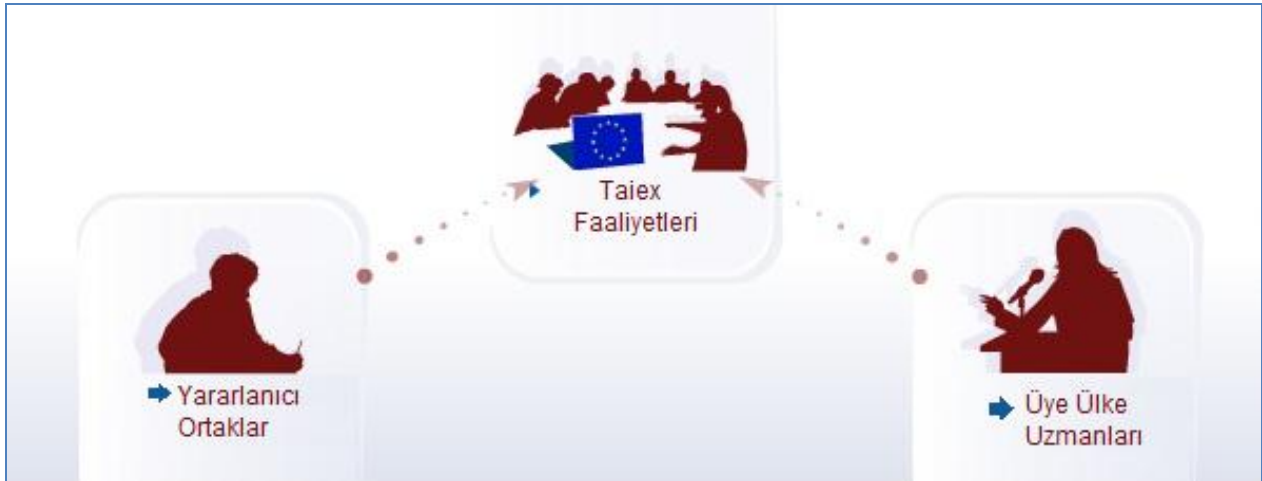 Taiex
Faaliyetleri
Yararlanıcı
Ortaklar
Üye Ülke
Uzmanları